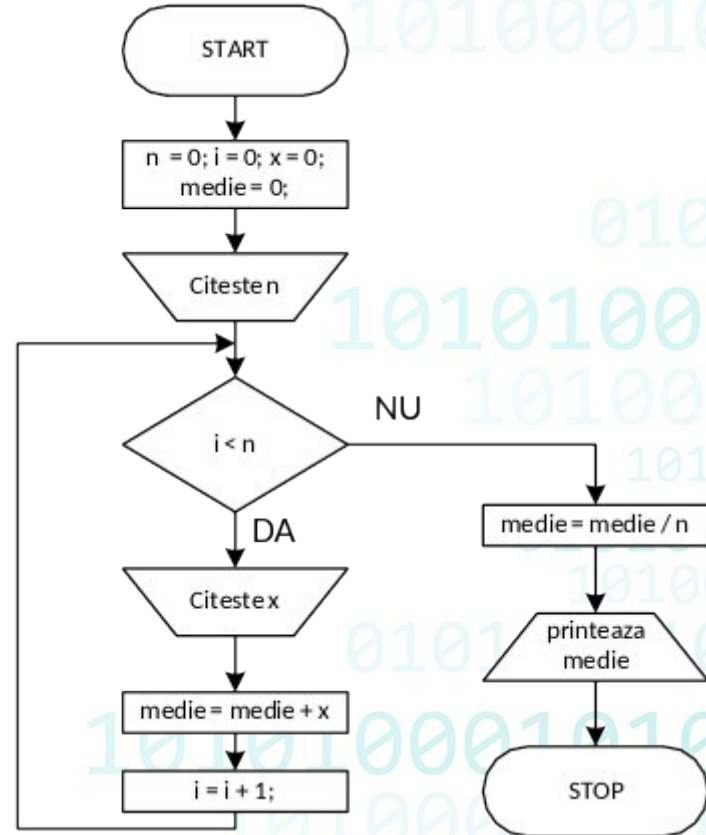 START
n = 0; i = 0; x = 0;
medie = 0;
Citeste n
i < n
NU
DA
Citeste x
medie = medie + x
i = i + 1;
medie = medie / n
printeaza
medie
STOP